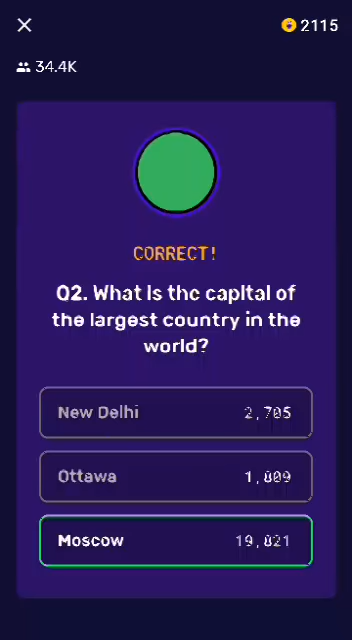 2115
34.4K
CORRECT!
Q2. What is the capital of
the largest country in the
world?
New Delhi 2,705
Ottawa 1,809
Moscow 19,821